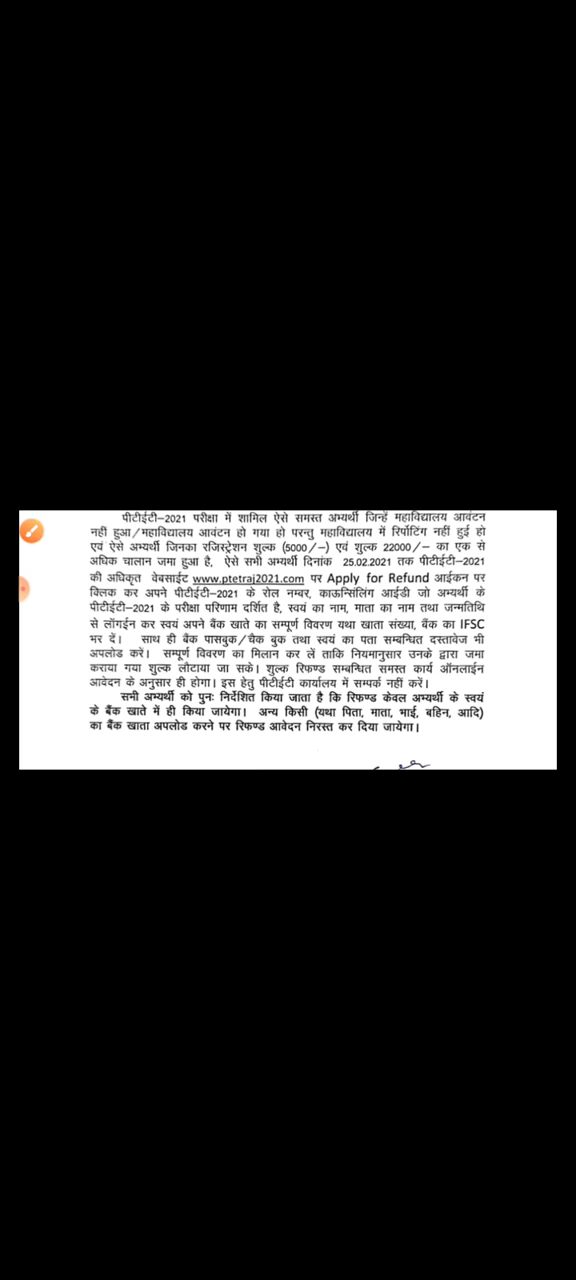 पीटीईटी–2021 परीक्षा में शामिल ऐसे समस्त अभ्यर्थी जिन्हें महाविद्यालय आवंटन
नहीं हुआ/महाविद्यालय आवंटन हो गया हो परन्तु महाविद्यालय में रिर्पोटिंग नहीं हुई हो
एवं ऐसे अभ्यर्थी जिनका रजिस्ट्रेशन शुल्क (5000/–) एवं शुल्क 22000/– का एक से
अधिक चालान जमा हुआ है, ऐसे सभी अभ्यर्थी दिनांक 25.02.2021 तक पीटीईटी–2021
की अधिकृत वेबसाईट www.ptetraj2021.com पर Apply for Refund आईकन पर
क्लिक कर अपने पीटीईटी–2021 के रोल नम्बर, काऊन्सिलिंग आईडी जो अभ्यर्थी के
पीटीईटी–2021 के परीक्षा परिणाम दर्शित है, स्वयं का नाम, माता का नाम तथा जन्मतिथि
से लॉगईन कर स्वयं अपने बैंक खाते का सम्पूर्ण विवरण यथा खाता संख्या, बैंक का IFSC
भर दें। साथ ही बैंक पासबुक/चैक बुक तथा स्वयं का पता सम्बन्धित दस्तावेज भी
अपलोड करें। सम्पूर्ण विवरण का मिलान कर लें ताकि नियमानुसार उनके द्वारा जमा
कराया गया शुल्क लौटाया जा सके। शुल्क रिफण्ड सम्बन्धित समस्त कार्य ऑनलाईन
आवेदन के अनुसार ही होगा। इस हेतु पीटीईटी कार्यालय में सम्पर्क नहीं करें।
सभी अभ्यर्थी को पुनः निर्देशित किया जाता है कि रिफण्ड केवल अभ्यर्थी के स्वयं
के बैंक खाते में ही किया जायेगा। अन्य किसी (यथा पिता, माता, भाई, बहिन, आदि)
का बैंक खाता अपलोड करने पर रिफण्ड आवेदन निरस्त कर दिया जायेगा।